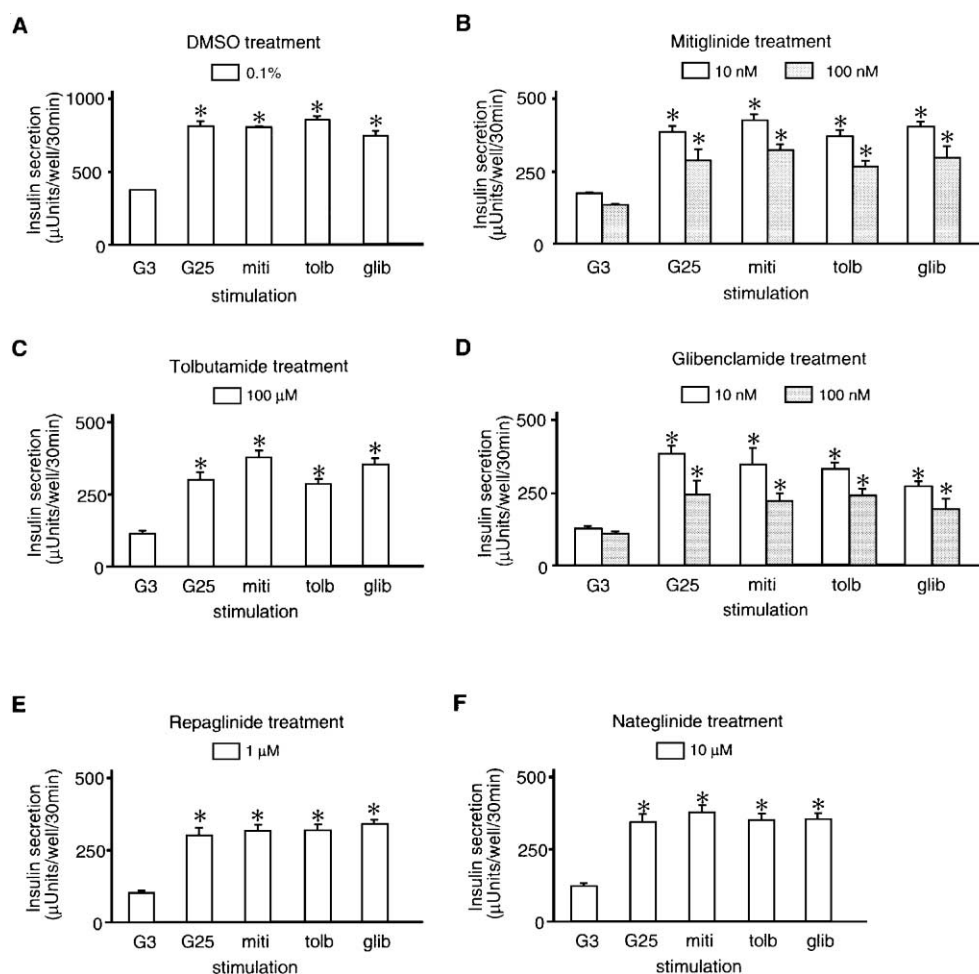 A
DMSO treatment
0.1%
Insulin secretion
(μUnits/well/30min)
1000
500
0
* * * *
G3 G25 miti tolb glib
stimulation
B
Mitiglinide treatment
10 nM 100 nM
Insulin secretion
(μUnits/well/30min)
500
250
0
* * * * * * * *
G3 G25 miti tolb glib
stimulation
C
Tolbutamide treatment
100 μM
Insulin secretion
(μUnits/well/30min)
500
250
0
* * * *
G3 G25 miti tolb glib
stimulation
D
Glibenclamide treatment
10 nM 100 nM
Insulin secretion
(μUnits/well/30min)
500
250
0
* * * * * * * *
G3 G25 miti tolb glib
stimulation
E
Repaglinide treatment
1 μM
Insulin secretion
(μUnits/well/30min)
500
250
0
* * * *
G3 G25 miti tolb glib
stimulation
F
Nateglinide treatment
10 μM
Insulin secretion
(μUnits/well/30min)
500
250
0
* * * *
G3 G25 miti tolb glib
stimulation